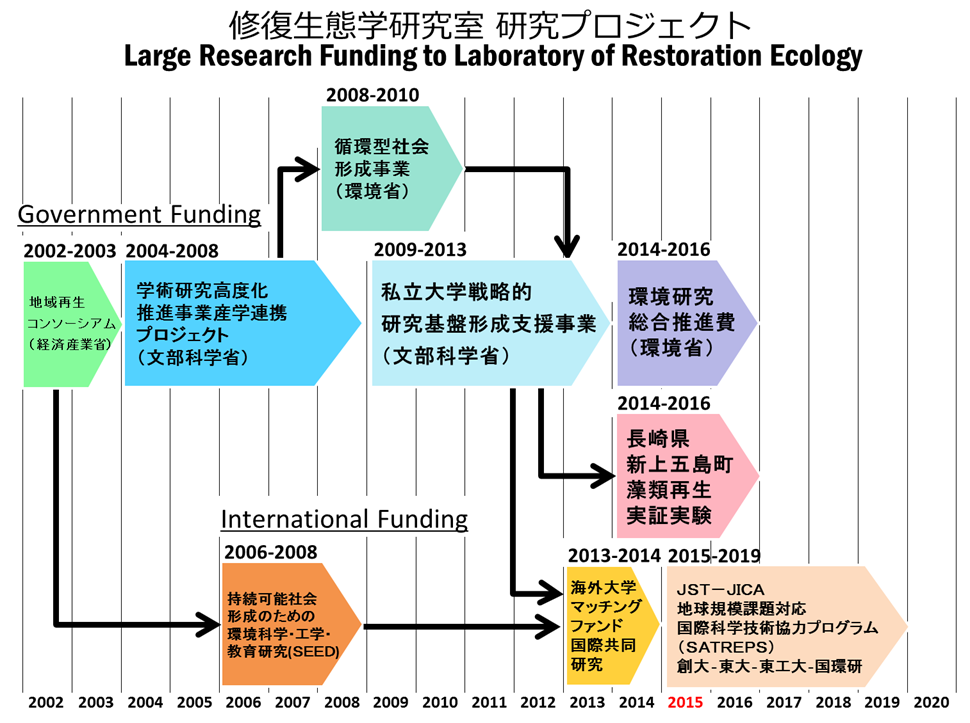 修復生態学研究室 研究プロジェクト
Large Research Funding to Laboratory of Restoration Ecology
2008-2010
循環型社会
形成事業
（環境省）
Government Funding
2002-2003
地域再生
コンソーシアム
（経済産業省）
2004-2008
学術研究高度化
推進事業産学連携
プロジェクト
（文部科学省）
2009-2013
私立大学戦略的
研究基盤形成支援事業
（文部科学省）
2014-2016
環境研究
総合推進費
（環境省）
2014-2016
長崎県
新上五島町
藻類再生
実証実験
International Funding
2006-2008
持続可能社会
形成のための
環境科学・工学・
教育研究(SEED)
2013-2014
海外大学
マッチング
ファンド
国際共同
研究
2015-2019
JST－JICA
地球規模課題対応
国際科学技術協力プログラム
（SATREPS）
創大-東大-東工大-国環研
2002 2003 2004 2005 2006 2007 2008 2009 2010 2011 2012 2013 2014 2015 2016 2017 2018 2019 2020